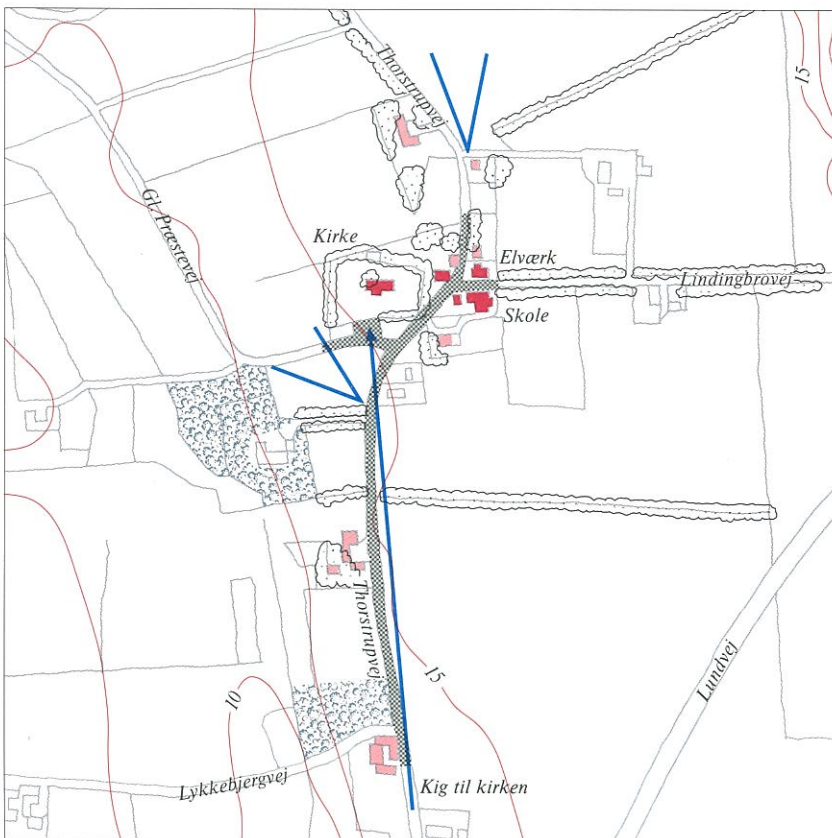 Thorstrupvej
15
Gl. Præstevej
Kirke
Elværk
Lindingbrovej
Skole
Thorstrupvej
Lundvej
15
10
Lykkebjergvej
Kig til kirken